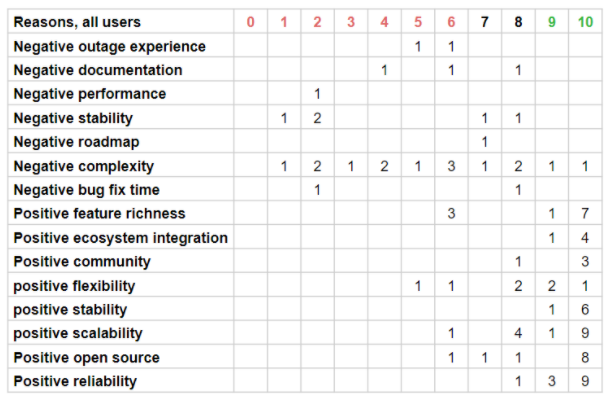 Reasons, all users 0 1 2 3 4 5 6 7 8 9 10
Negative outage experience 1 1
Negative documentation 1 1 1
Negative performance 1
Negative stability 1 2 1 1
Negative roadmap 1
Negative complexity 1 2 1 2 1 3 1 2 1 1
Negative bug fix time 1 1
Positive feature richness 3 1 7
Positive ecosystem integration 1 4
Positive community 1 3
positive flexibility 1 1 2 2 1
positive stability 1 6
positive scalability 1 4 1 9
Positive open source 1 1 1 8
Positive reliability 1 3 9